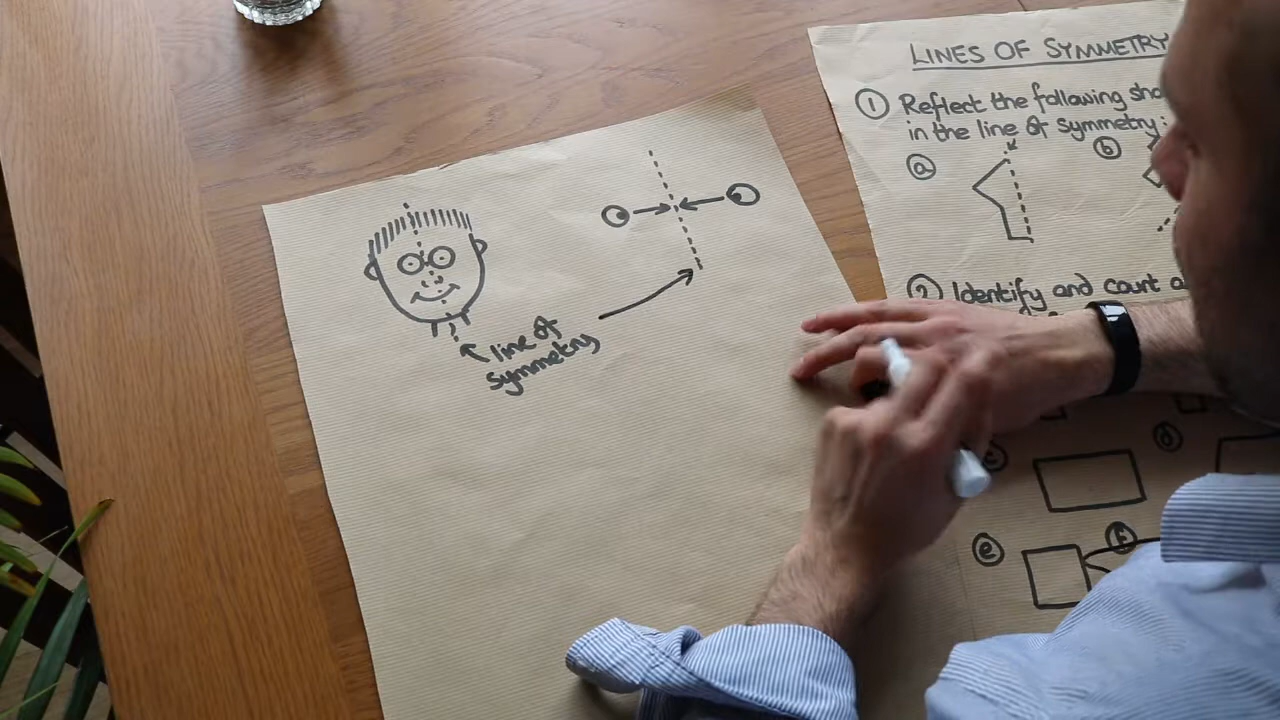 line of
symmetry
LINES OF SYMMETRY
1 Reflect the following
in the line of symmetry:
a
b
2 Identify and count
c
d
e
f